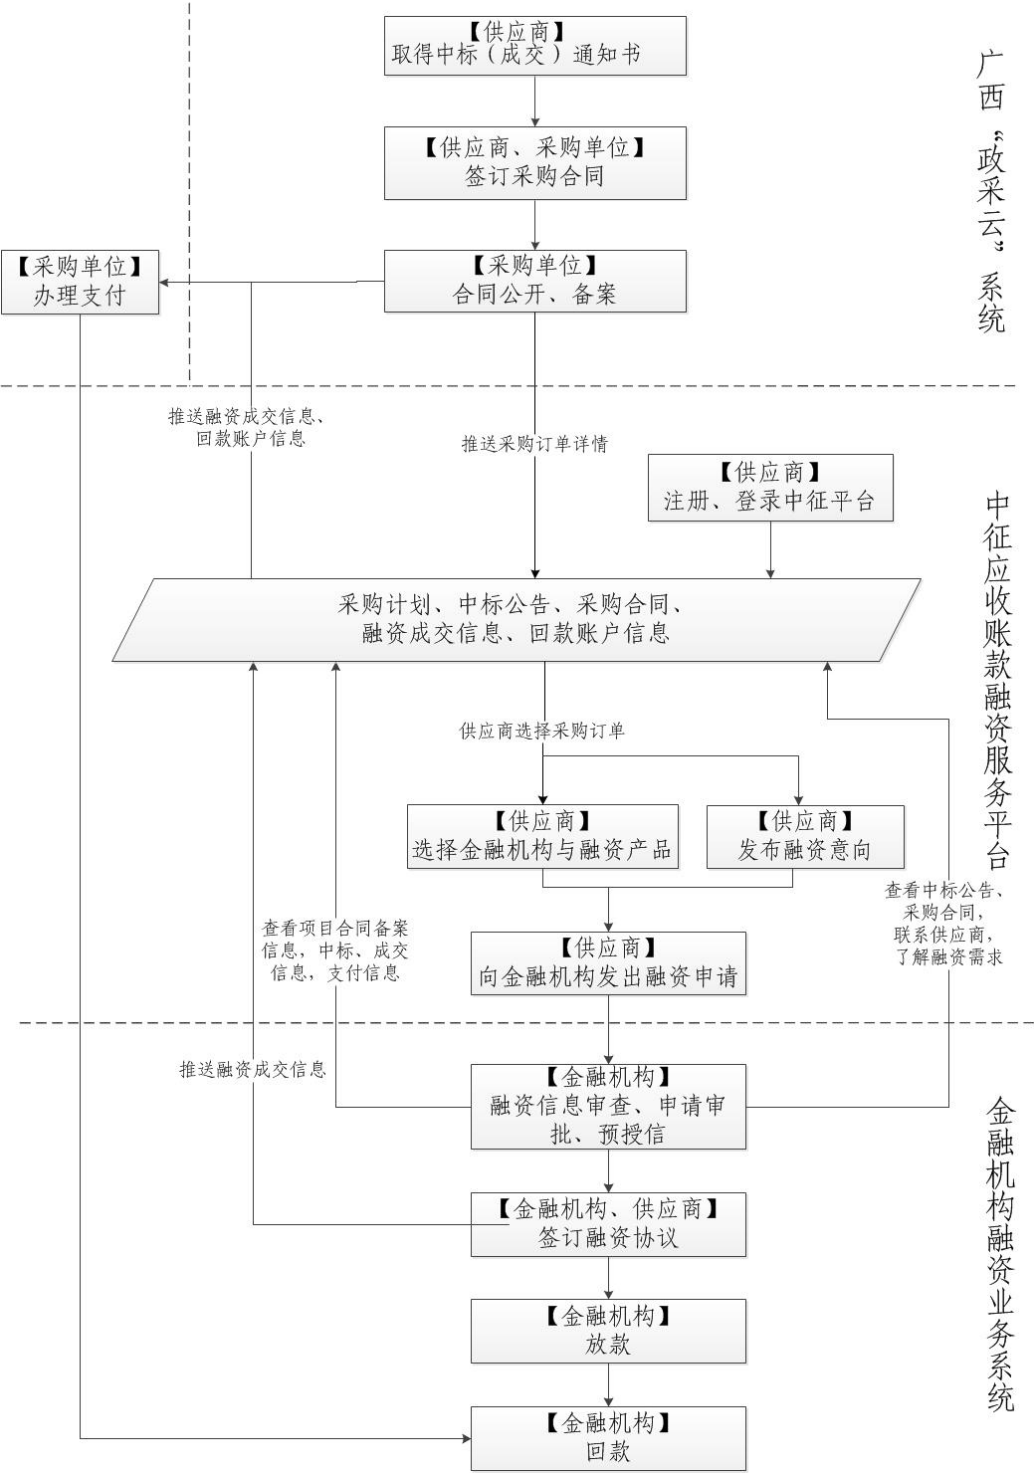 【供应商】
取得中标（成交）通知书
【供应商、采购单位】
签订采购合同
【采购单位】
合同公开、备案
【采购单位】
办理支付
广西“政采云”系统
推送融资成交信息、
回款账户信息
推送采购订单详情
【供应商】
注册、登录中征平台
采购计划、中标公告、采购合同、
融资成交信息、回款账户信息
供应商选择采购订单
【供应商】
选择金融机构与融资产品
【供应商】
发布融资意向
中征应收账款融资服务平台
查看项目合同备案
信息，中标、成交
信息，支付信息
【供应商】
向金融机构发出融资申请
查看中标公告、
采购合同，
联系供应商，
了解融资需求
推送融资成交信息
【金融机构】
融资信息审查、申请审
批、预授信
【金融机构、供应商】
签订融资协议
【金融机构】
放款
【金融机构】
回款
金融机构融资业务系统